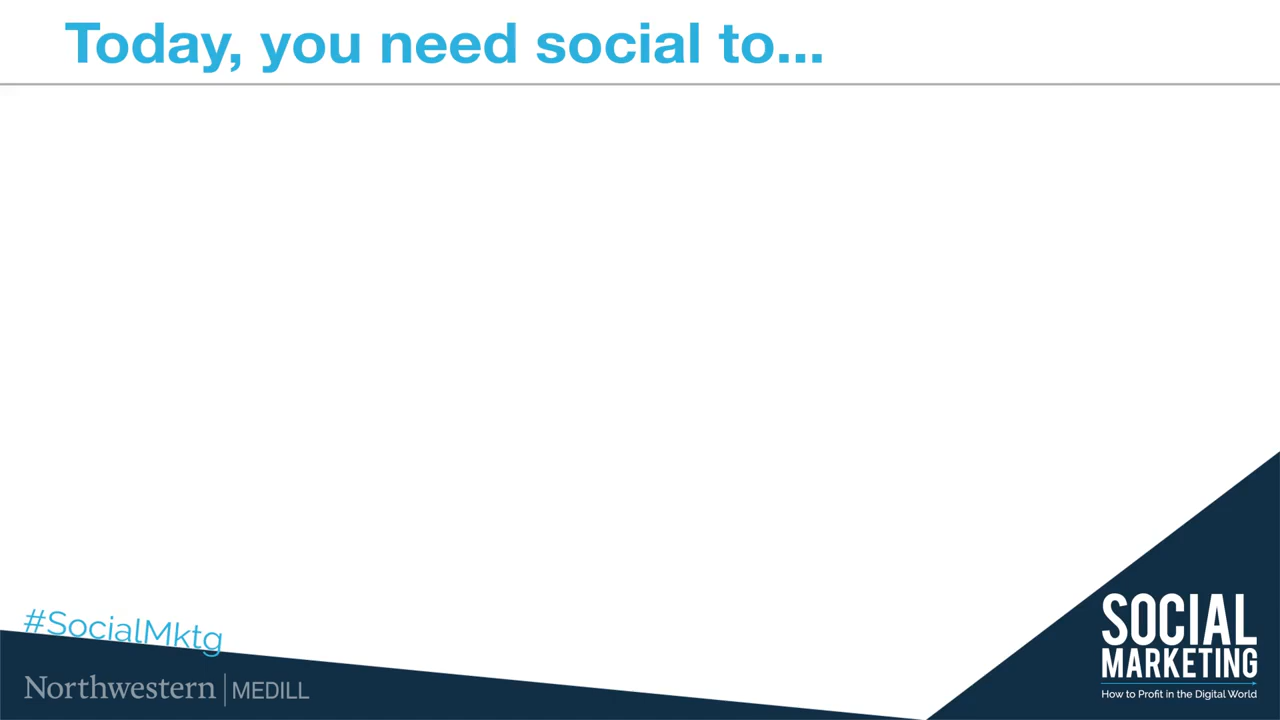 Today, you need social to...
#SocialMktg
Northwestern | MEDILL
SOCIAL
MARKETING
How to Profit in the Digital World